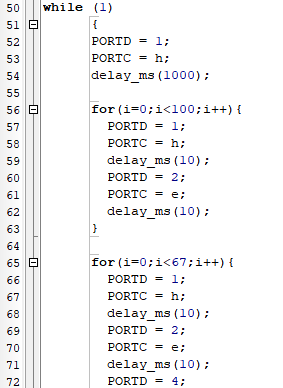 50 while (1)
51 {
52 PORTD = 1;
53 PORTC = h;
54 delay_ms(1000);
55
56 for(i=0;i<100;i++){
57 PORTD = 1;
58 PORTC = h;
59 delay_ms(10);
60 PORTD = 2;
61 PORTC = e;
62 delay_ms(10);
63 }
64
65 for(i=0;i<67;i++){
66 PORTD = 1;
67 PORTC = h;
68 delay_ms(10);
69 PORTD = 2;
70 PORTC = e;
71 delay_ms(10);
72 PORTD = 4;